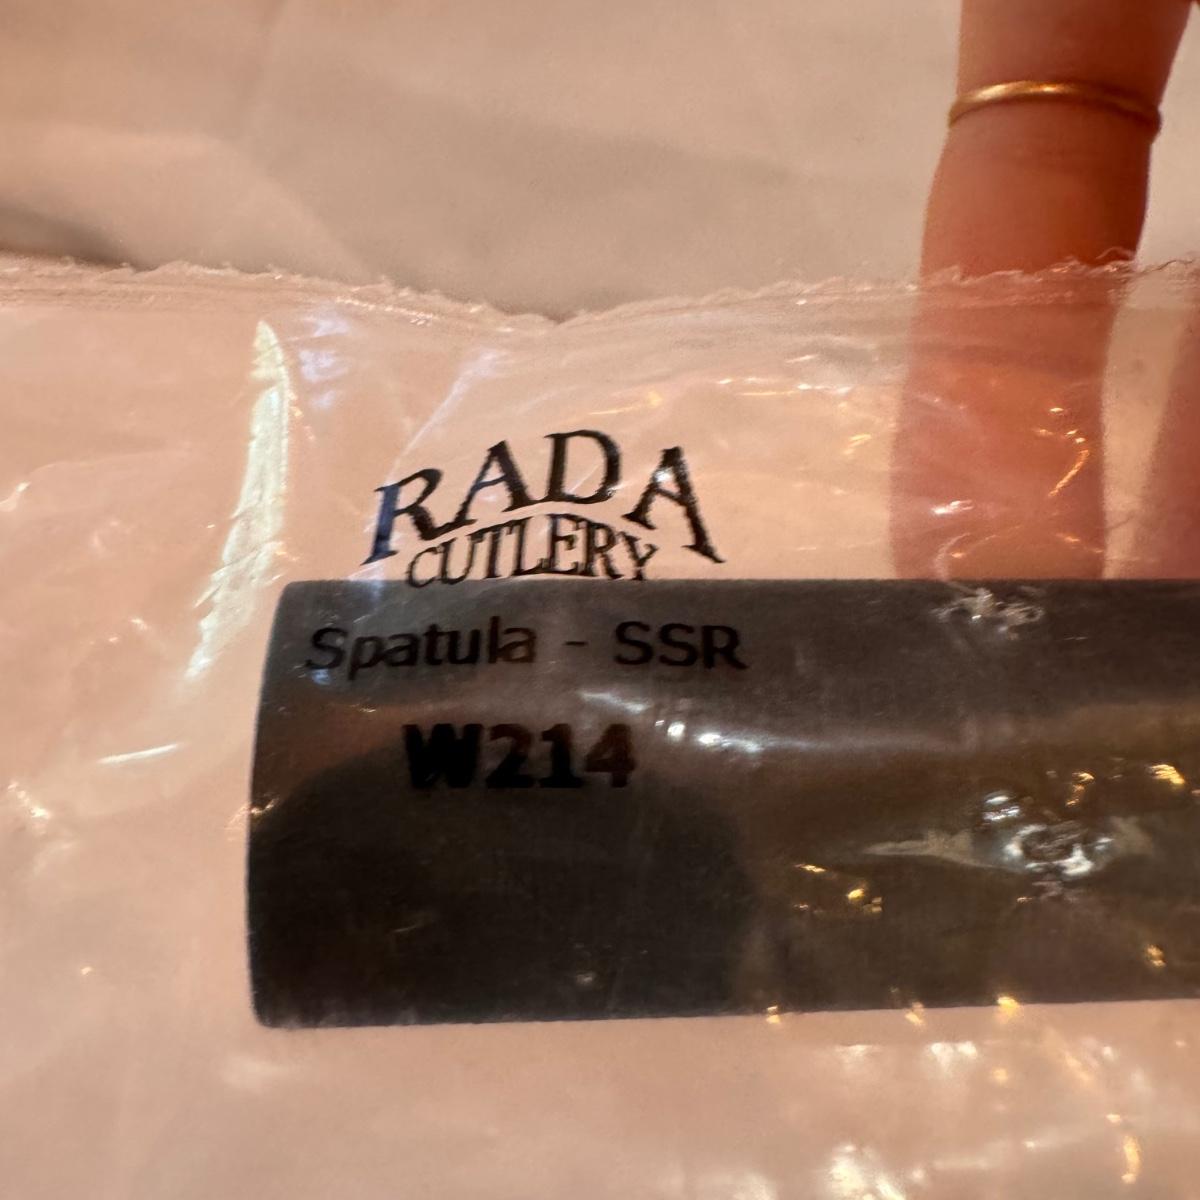 RADA
CUTLERY
Spatula - SSR
W214